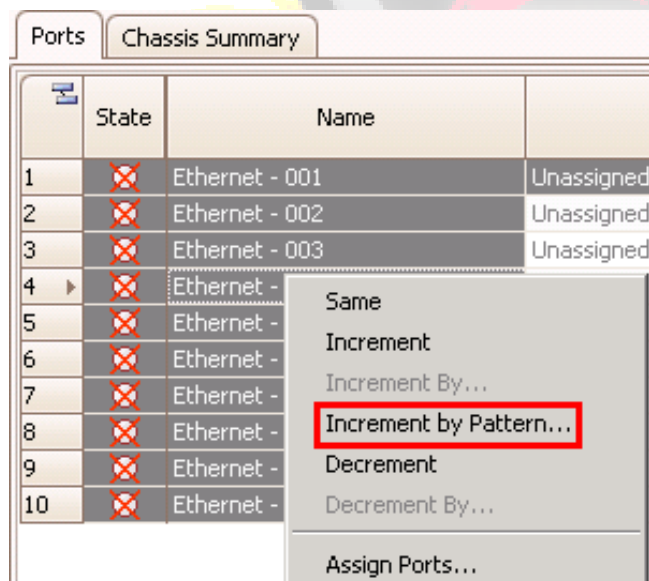 Ports Chassis Summary
State Name
1 Ethernet - 001 Unassigned
2 Ethernet - 002 Unassigned
3 Ethernet - 003 Unassigned
4 Ethernet -
5 Ethernet -
6 Ethernet -
7 Ethernet -
8 Ethernet -
9 Ethernet -
10 Ethernet -
Same
Increment
Increment By...
Increment by Pattern...
Decrement
Decrement By...
Assign Ports...